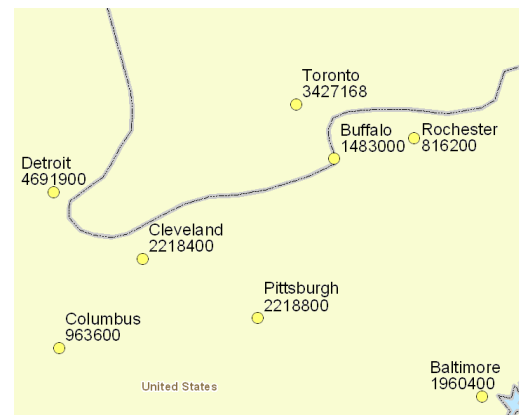 Toronto
3427168
Buffalo
1483000
Rochester
816200
Detroit
4691900
Cleveland
2218400
Pittsburgh
2218800
Columbus
963600
Baltimore
1960400
United States